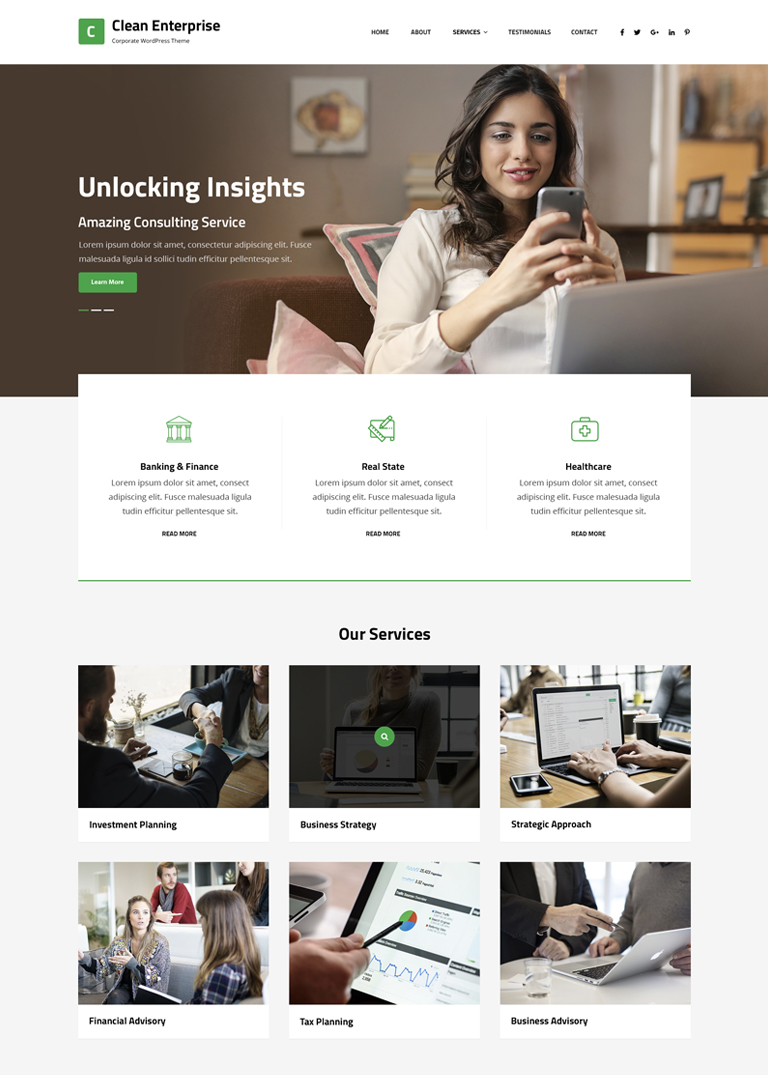 C
Clean Enterprise
Corporate WordPress Theme
HOME ABOUT SERVICES TESTIMONIALS CONTACT
Unlocking Insights
Amazing Consulting Service
Lorem ipsum dolor sit amet, consectetur adipiscing elit. Fusce
malesuada ligula id sollici tudin efficitur pellentesque sit.
Learn More
Banking & Finance
Lorem ipsum dolor sit amet, consect
adipiscing elit. Fusce malesuada ligula
tudin efficitur pellentesque sit.
READ MORE
Real State
Lorem ipsum dolor sit amet, consect
adipiscing elit. Fusce malesuada ligula
tudin efficitur pellentesque sit.
READ MORE
Healthcare
Lorem ipsum dolor sit amet, consect
adipiscing elit. Fusce malesuada ligula
tudin efficitur pellentesque sit.
READ MORE
Our Services
Investment Planning
Business Strategy
Strategic Approach
Financial Advisory
Tax Planning
Business Advisory